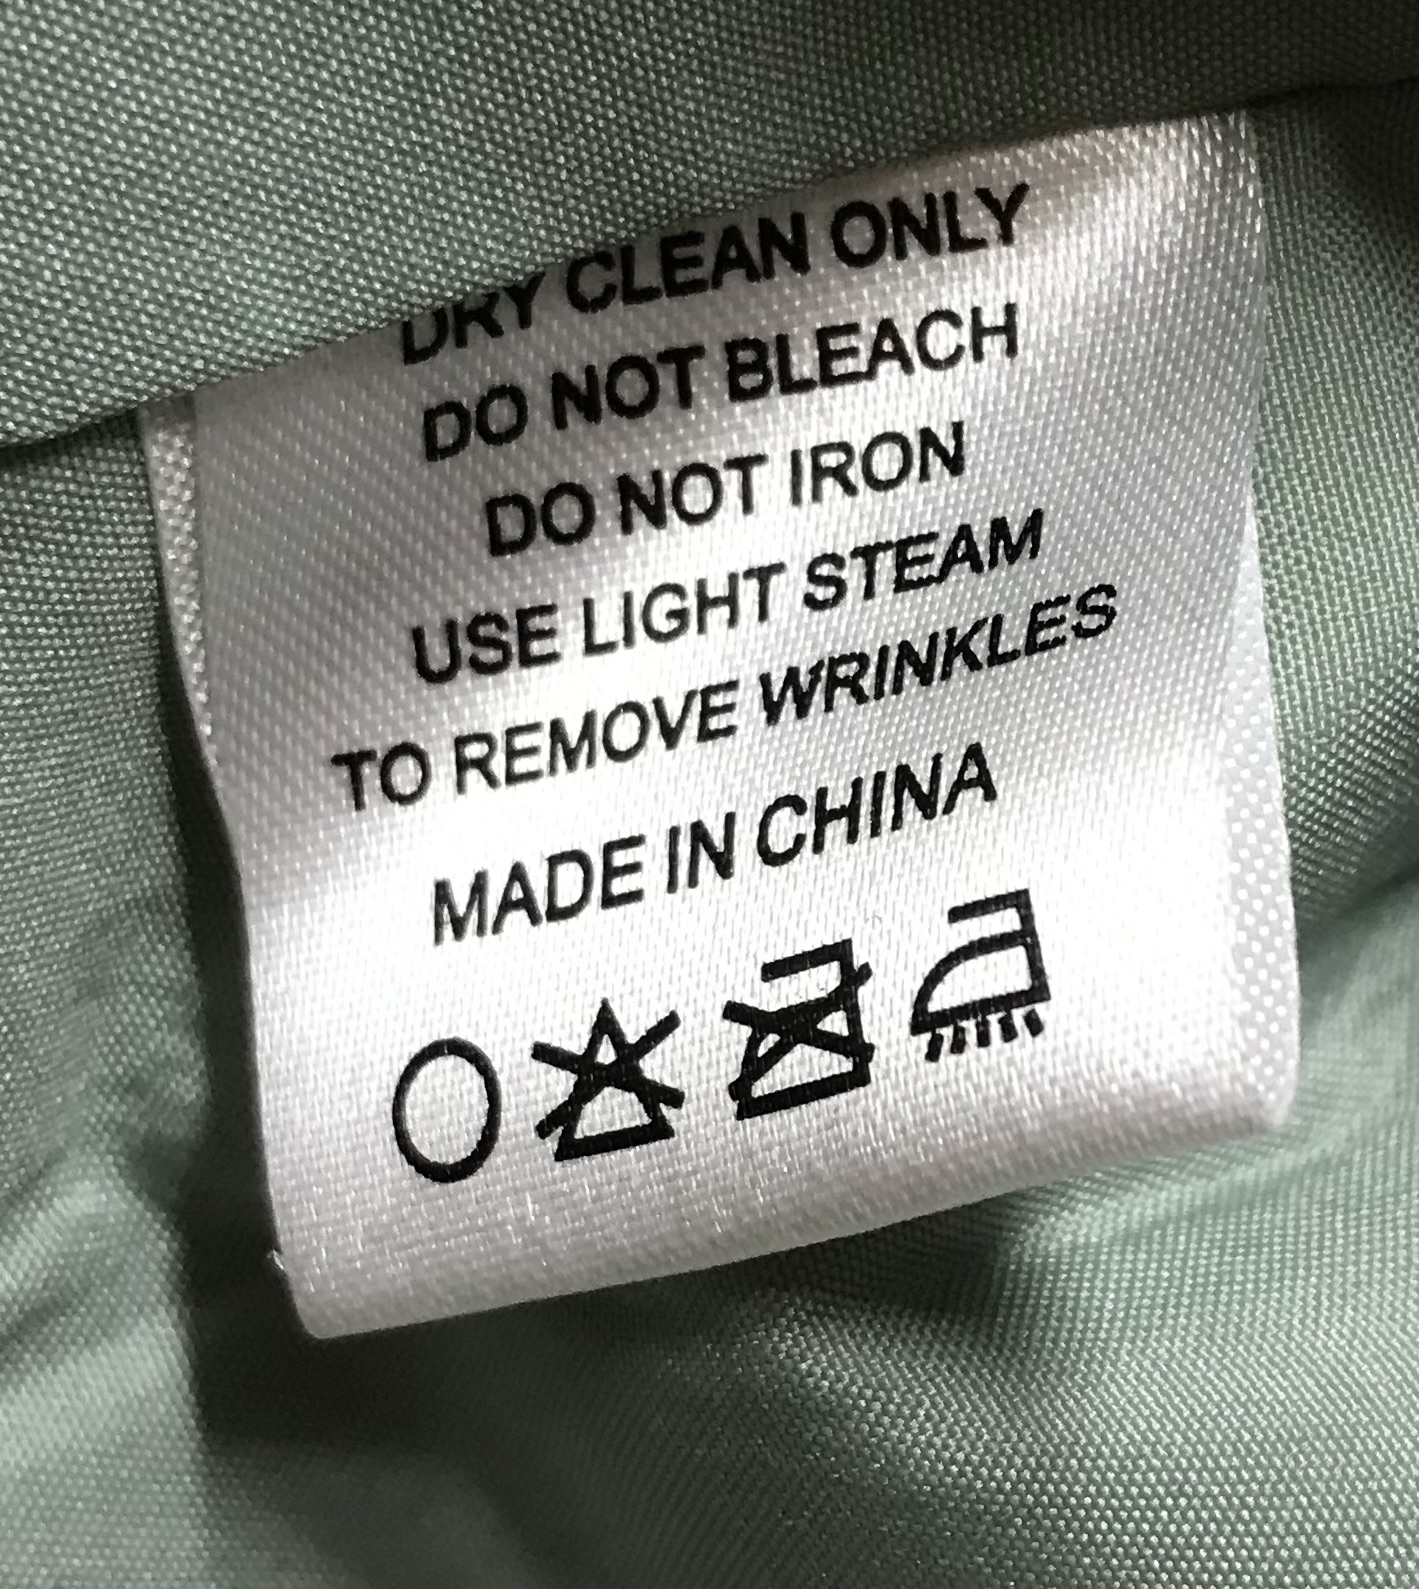 DRY CLEAN ONLY
DO NOT BLEACH
DO NOT IRON
USE LIGHT STEAM
TO REMOVE WRINKLES
MADE IN CHINA